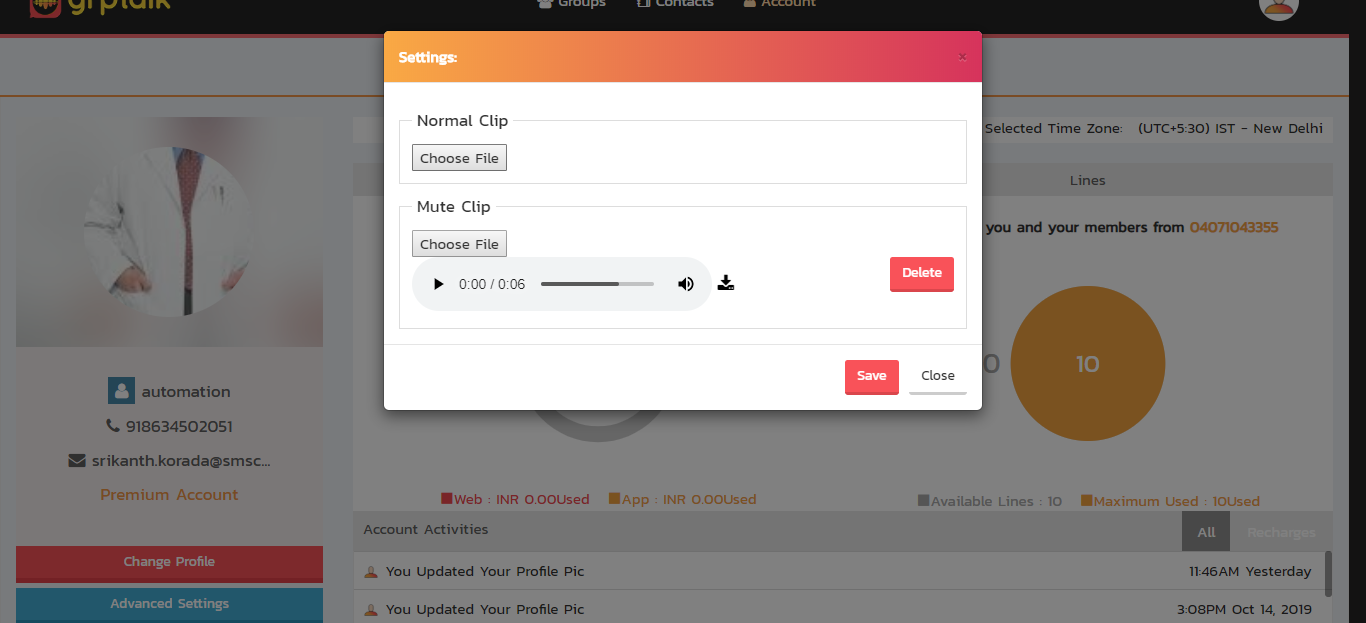 grptalk
Groups
Contacts
Account
Settings:
×
Normal Clip
Choose File
Mute Clip
Choose File
0:00 / 0:06
Delete
Save
Close
Selected Time Zone: (UTC+5:30) IST - New Delhi
Lines
you and your members from 04071043355
0
10
automation
918634502051
srikanth.korada@smsc...
Premium Account
Change Profile
Advanced Settings
Web : INR 0.00Used
App : INR 0.00Used
Available Lines : 10
Maximum Used : 10Used
Account Activities
All
Recharges
You Updated Your Profile Pic
11:46AM Yesterday
You Updated Your Profile Pic
3:08PM Oct 14, 2019